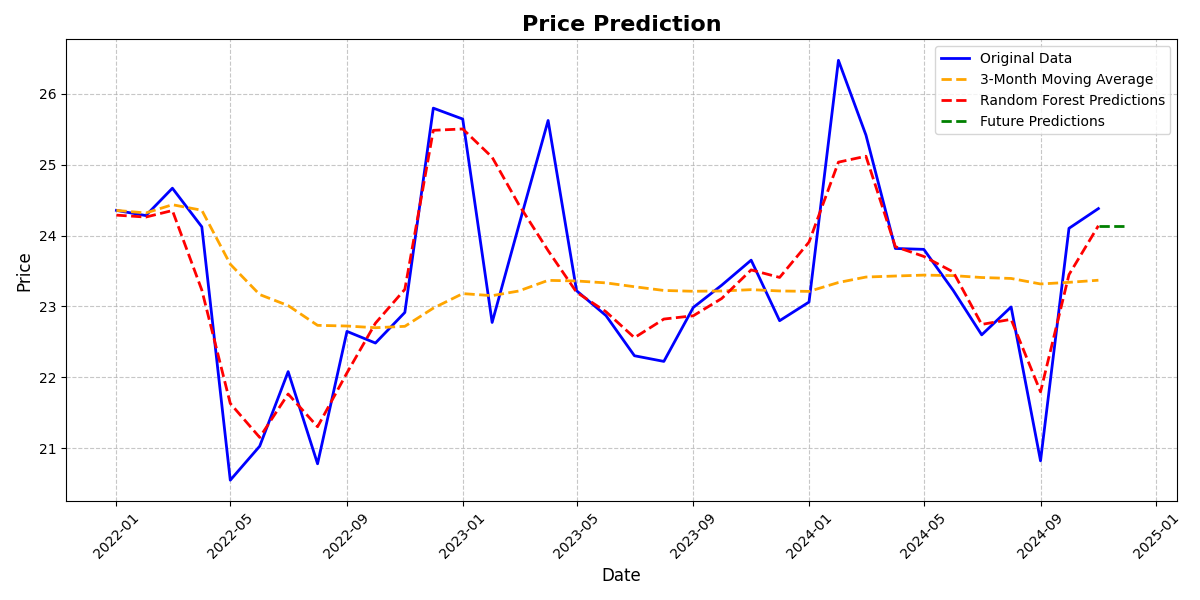 Price Prediction
Original Data
3-Month Moving Average
Random Forest Predictions
Future Predictions
Price
26
25
24
23
22
21
2022-01
2022-05
2022-09
2023-01
2023-05
2023-09
2024-01
2024-05
2024-09
2025-01
Date